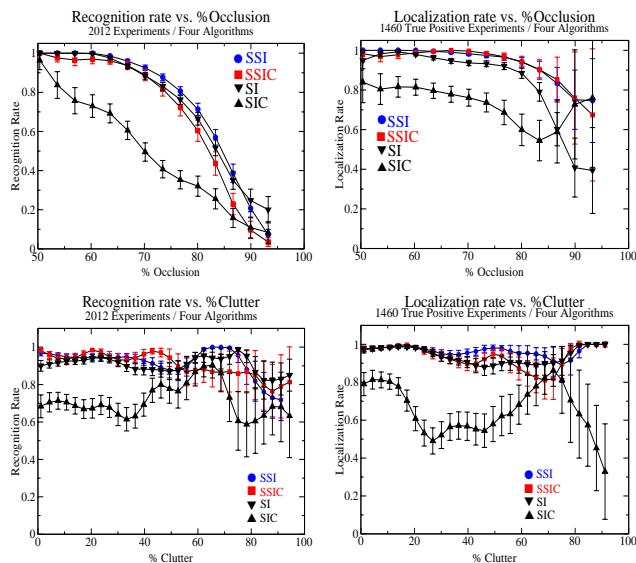 Recognition rate vs. %Occlusion
2012 Experiments / Four Algorithms
Recognition Rate
1
0.8
0.6
0.4
0.2
0
50
60
70
80
90
100
% Occlusion
SSI
SSIC
SI
SIC
Localization rate vs. %Occlusion
1460 True Positive Experiments / Four Algorithms
Localization Rate
1
0.8
0.6
0.4
0.2
0
50
60
70
80
90
100
% Occlusion
SSI
SSIC
SI
SIC
Recognition rate vs. %Clutter
2012 Experiments / Four Algorithms
Recognition Rate
1
0.8
0.6
0.4
0.2
0
0
20
40
60
80
100
% Clutter
SSI
SSIC
SI
SIC
Localization rate vs. %Clutter
1460 True Positive Experiments / Four Algorithms
Localization Rate
1
0.8
0.6
0.4
0.2
0
0
20
40
60
80
100
% Clutter
SSI
SSIC
SI
SIC